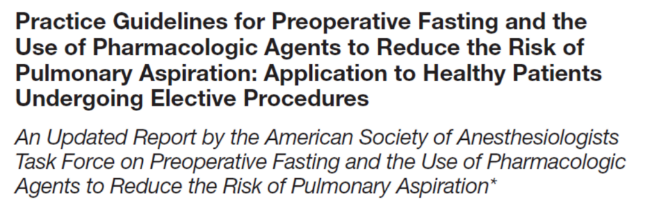 Practice Guidelines for Preoperative Fasting and the
Use of Pharmacologic Agents to Reduce the Risk of
Pulmonary Aspiration: Application to Healthy Patients
Undergoing Elective Procedures
An Updated Report by the American Society of Anesthesiologists
Task Force on Preoperative Fasting and the Use of Pharmacologic
Agents to Reduce the Risk of Pulmonary Aspiration*